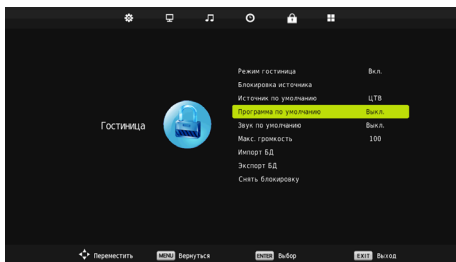 Режим гостиница Вкл.
Блокировка источника
Источник по умолчанию ЦТВ
Программа по умолчанию Выкл.
Гостиница
Звук по умолчанию Выкл.
Макс. громкость 100
Импорт БД
Экспорт БД
Снять блокировку
Переместить MENU Вернуться ENTER Выбор EXIT Выход